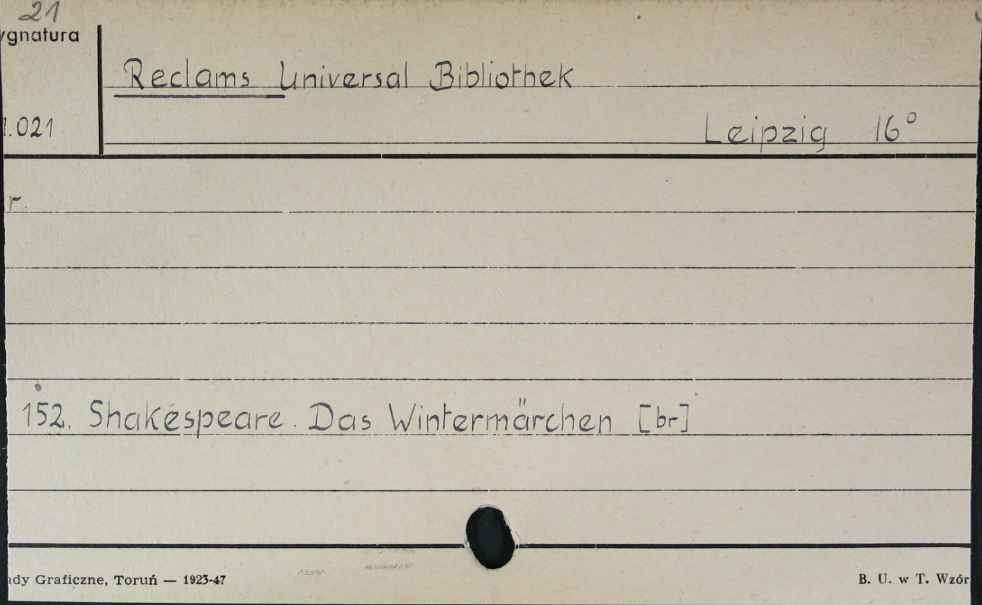 21
ygnatura
Reclams Universal Bibliothek
.021
Leipzig 16°
r.
152. Shakespeare. Das Wintermärchen [br]
dy Graficzne, Toruń — 1923-47
B. U. w T. Wzór